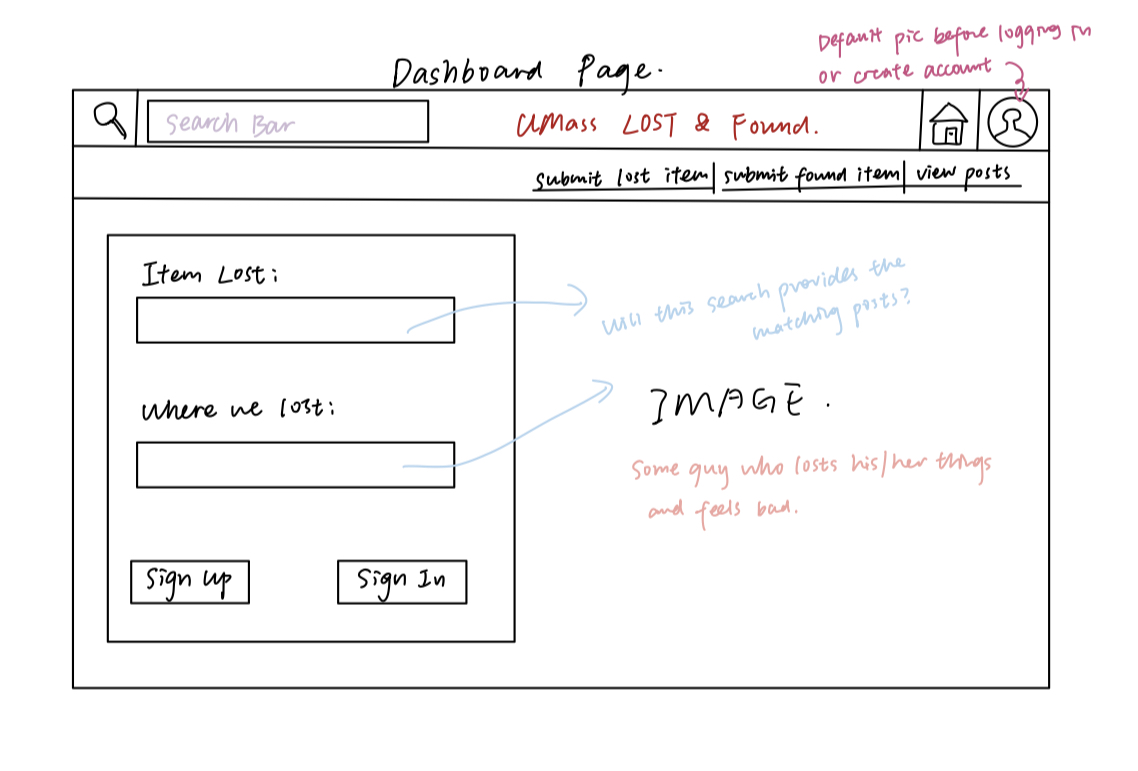 Default pic before logging in
or create account
Dashboard Page.
Search Bar
UMass LOST & Found.
submit lost item | submit found item | view posts
Item Lost:
Will this search provides the
matching posts?
Where we lost:
IMAGE.
Some guy who losts his/her things
and feels bad.
Sign Up
Sign In